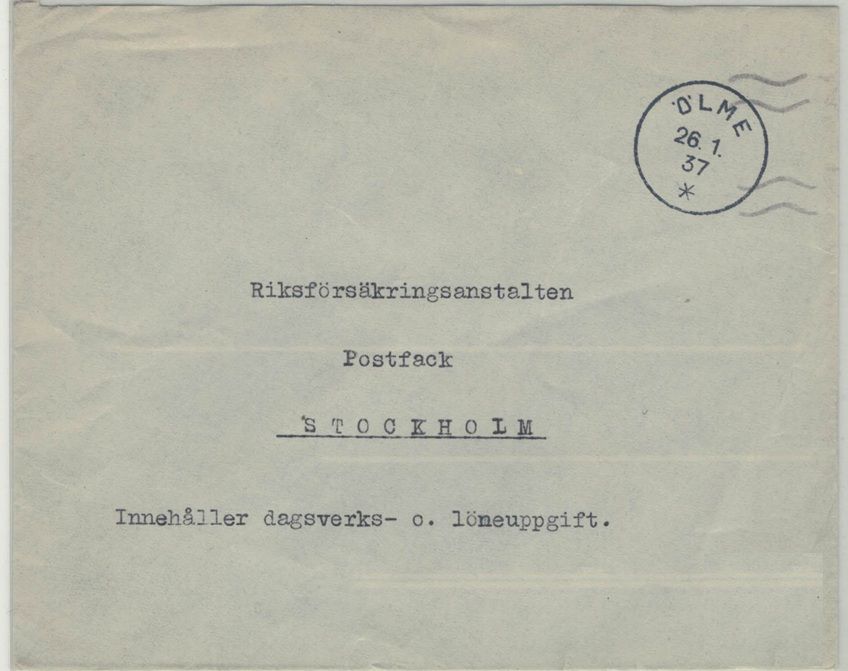 ÖLME
26. 1.
37
*
Riksförsäkringsanstalten
Postfack
STOCKHOLM
Innehåller dagsverks- o. löneuppgift.